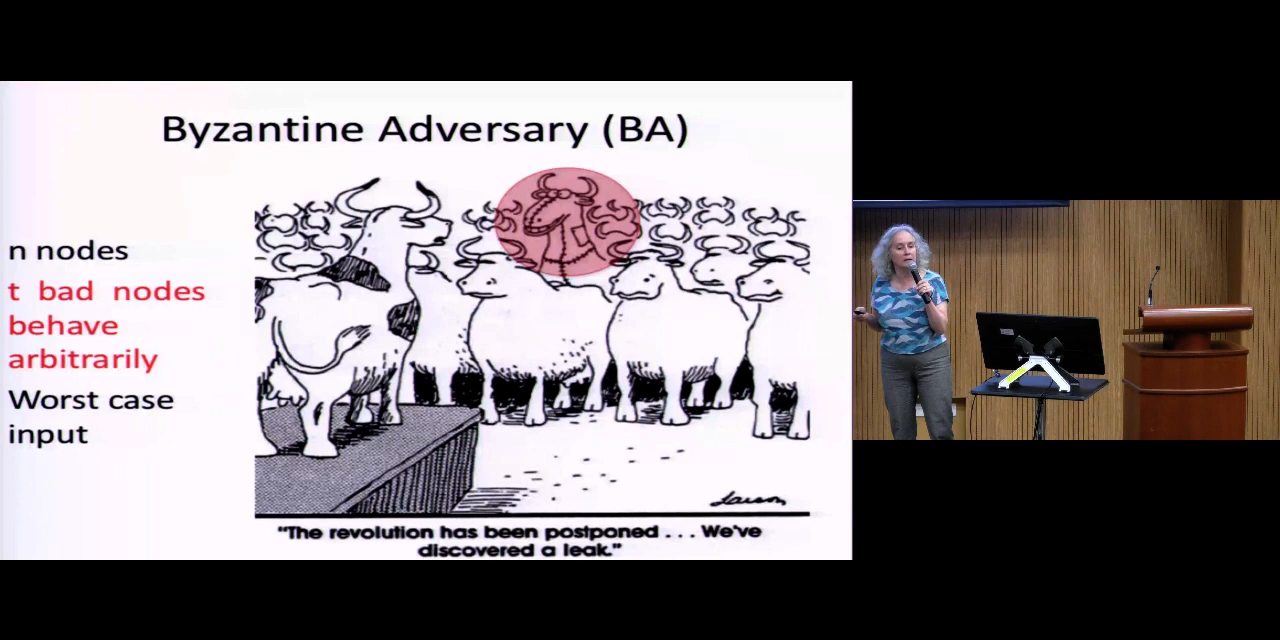 Byzantine Adversary (BA)
n nodes
t bad nodes
behave
arbitrarily
Worst case
input
Larson
"The revolution has been postponed . . . We've
discovered a leak."